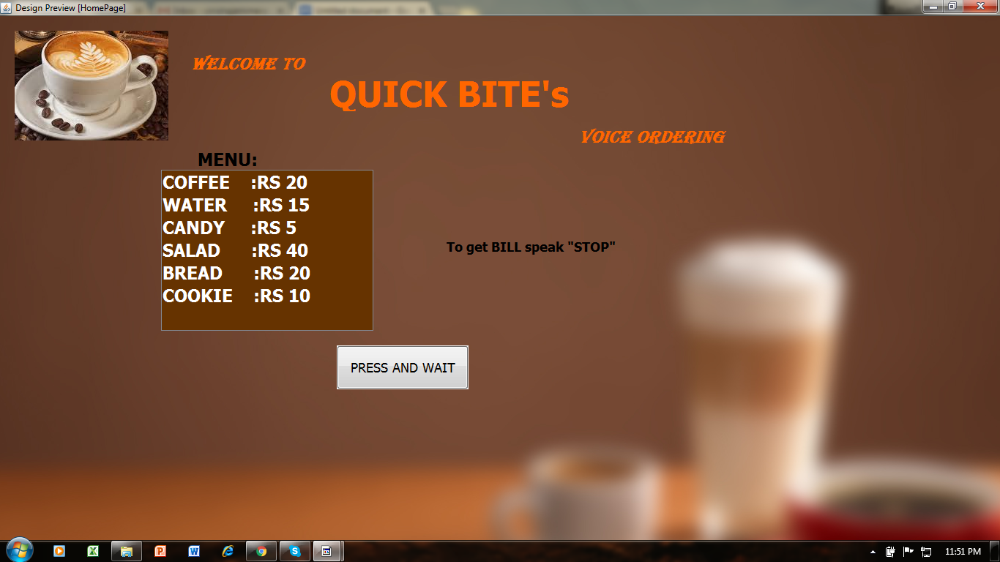 Design Preview [HomePage]
WELCOME TO
QUICK BITE's
VOICE ORDERING
MENU:
COFFEE :RS 20
WATER :RS 15
CANDY :RS 5
SALAD :RS 40
BREAD :RS 20
COOKIE :RS 10
To get BILL speak "STOP"
PRESS AND WAIT
11:51 PM